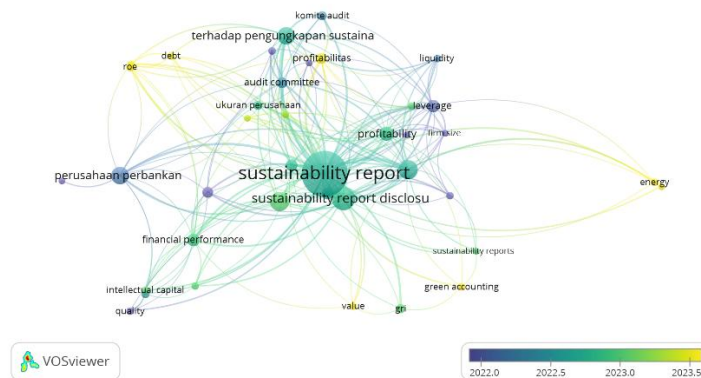 komite audit
terhadap pengungkapan sustaina
debt
profitabilitas
liquidity
roe
audit committee
ukuran perusahaan
leverage
profitability
firm size
sustainability report
perusahaan perbankan
energy
sustainability report disclosu
financial performance
sustainability reports
intellectual capital
green accounting
quality
value
gri
VOSviewer
2022.0 2022.5 2023.0 2023.5